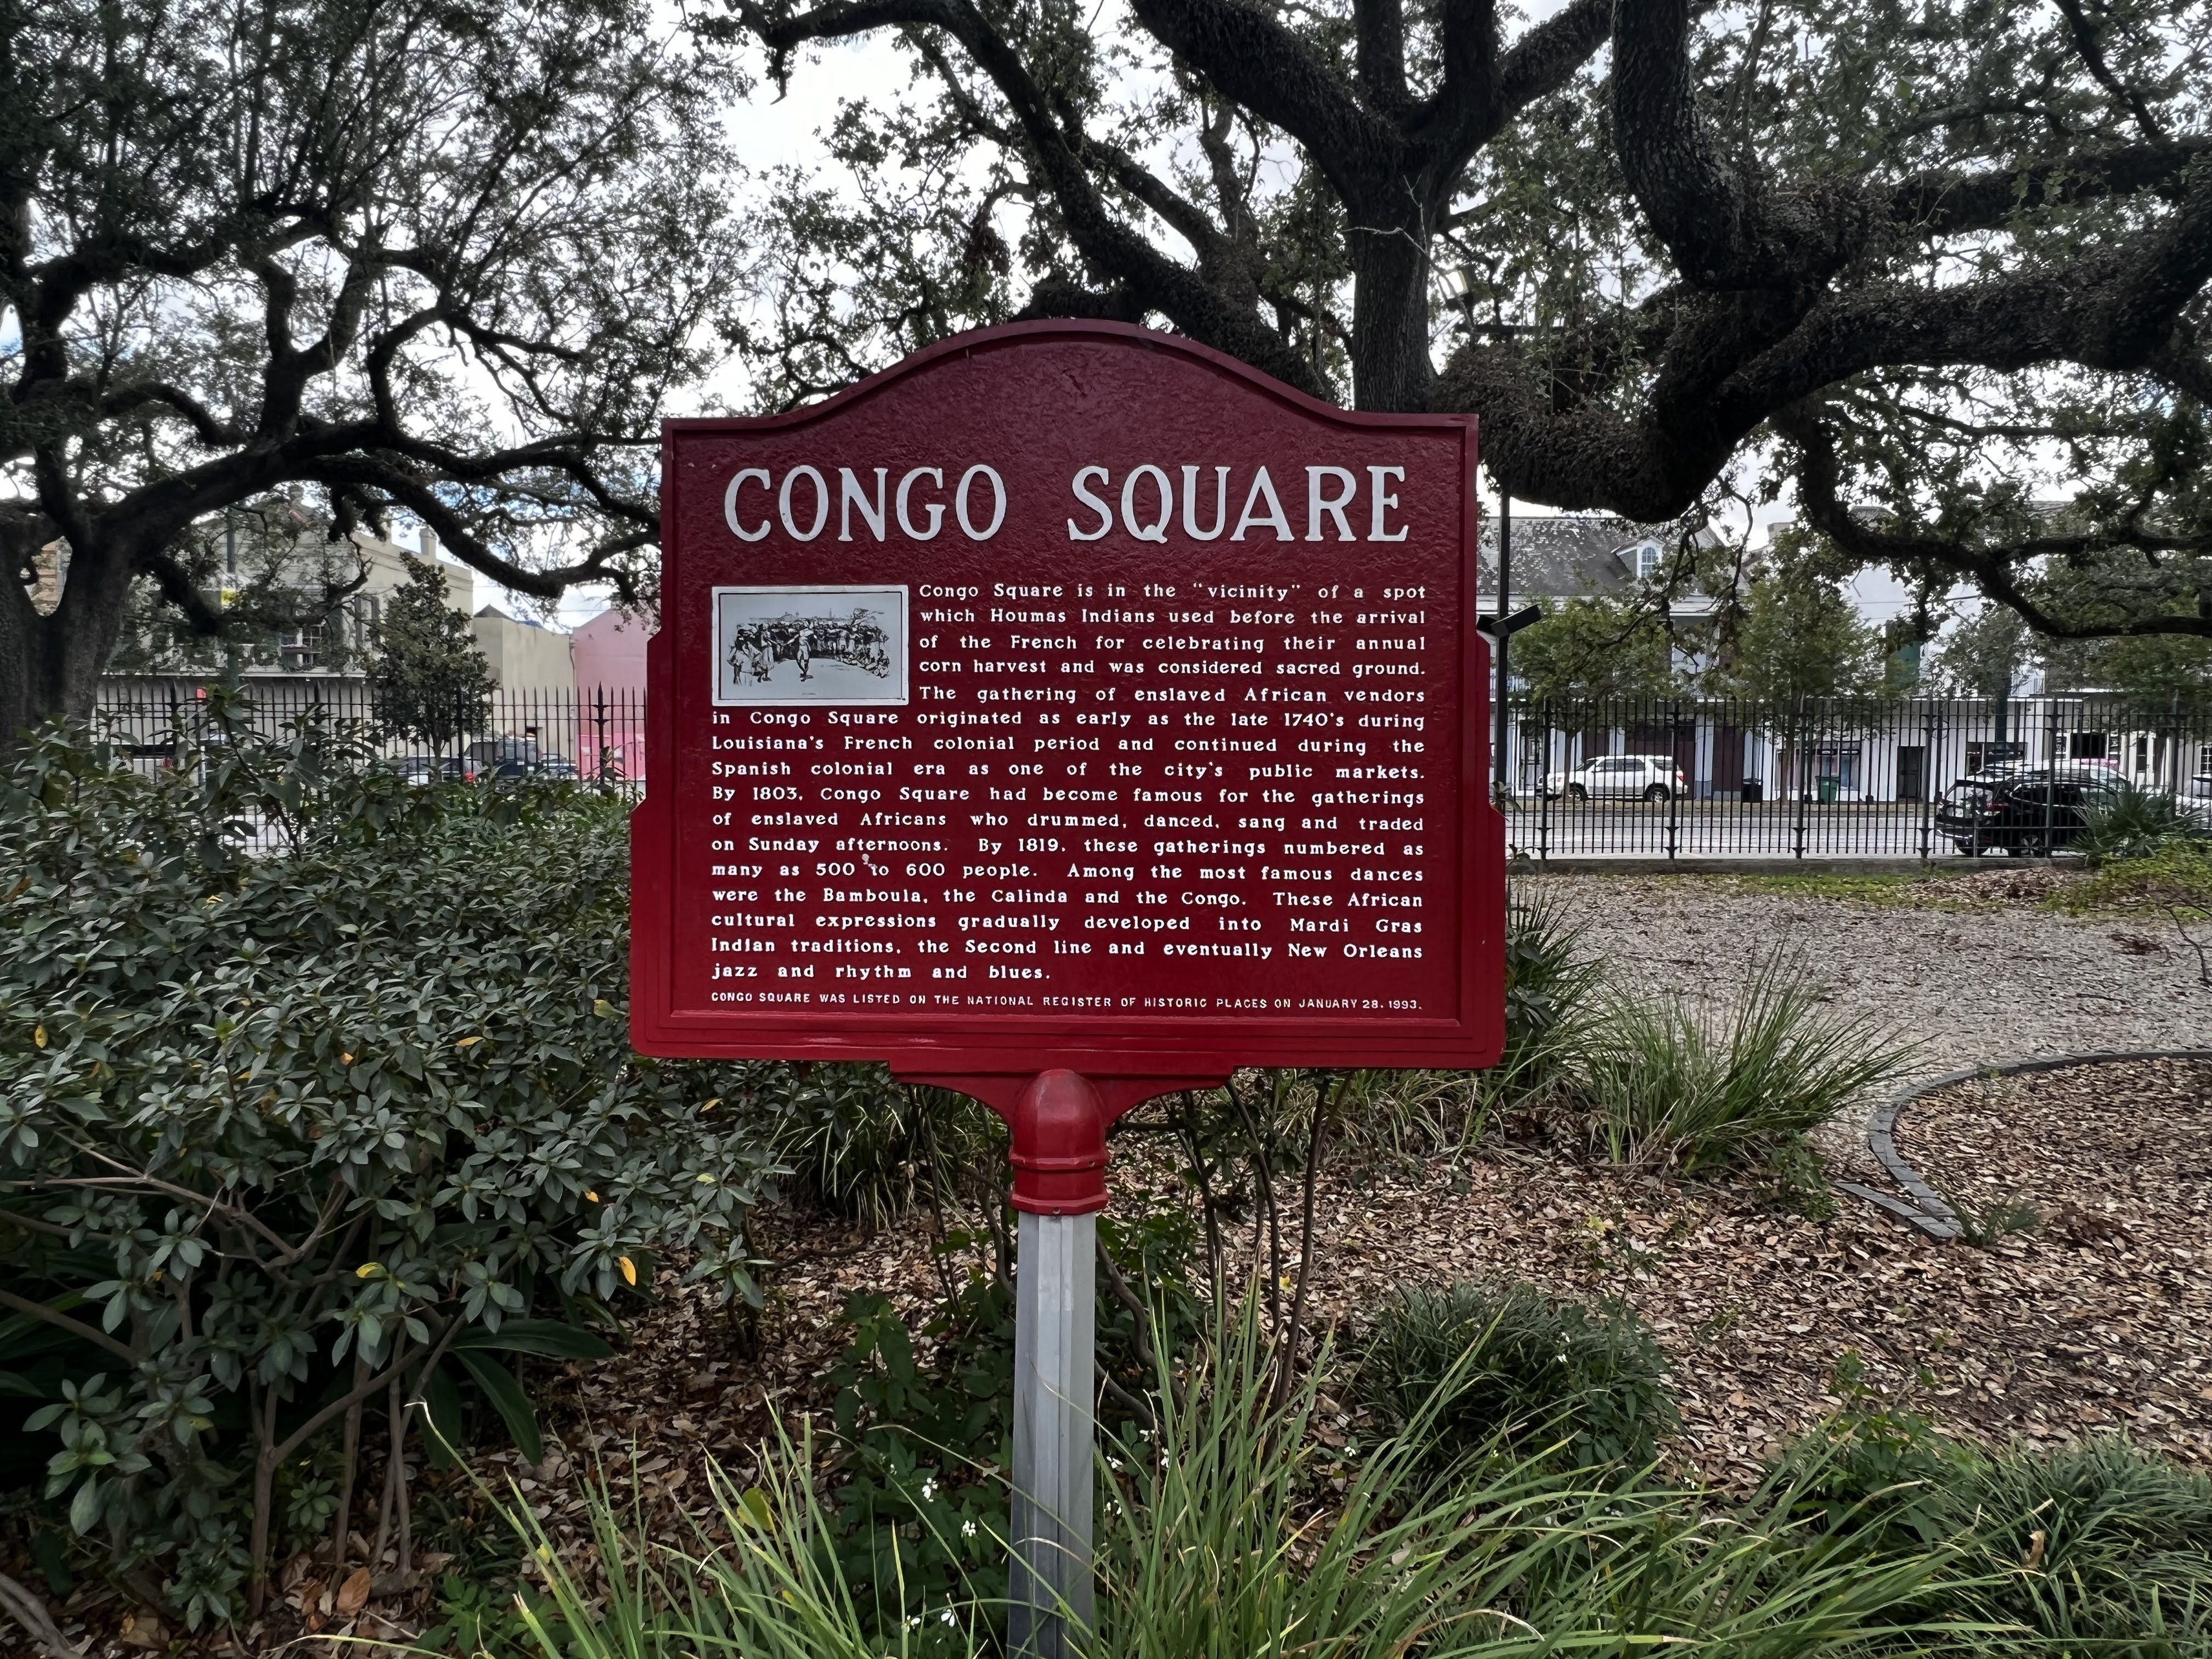 CONGO SQUARE
Congo Square is in the "vicinity" of a spot
which Houmas Indians used before the arrival
of the French for celebrating their annual
corn harvest and was considered sacred ground.
The gathering of enslaved African vendors
in Congo Square originated as early as the late 1740's during
Louisiana's French colonial period and continued during the
Spanish colonial era as one of the city's public markets.
By 1803, Congo Square had become famous for the gatherings
of enslaved Africans who drummed, danced, sang and traded
on Sunday afternoons. By 1819, these gatherings numbered as
many as 500 to 600 people. Among the most famous dances
were the Bamboula, the Calinda and the Congo. These African
cultural expressions gradually developed into Mardi Gras
Indian traditions, the Second line and eventually New Orleans
jazz and rhythm and blues.
CONGO SQUARE WAS LISTED ON THE NATIONAL REGISTER OF HISTORIC PLACES ON JANUARY 28, 1993.